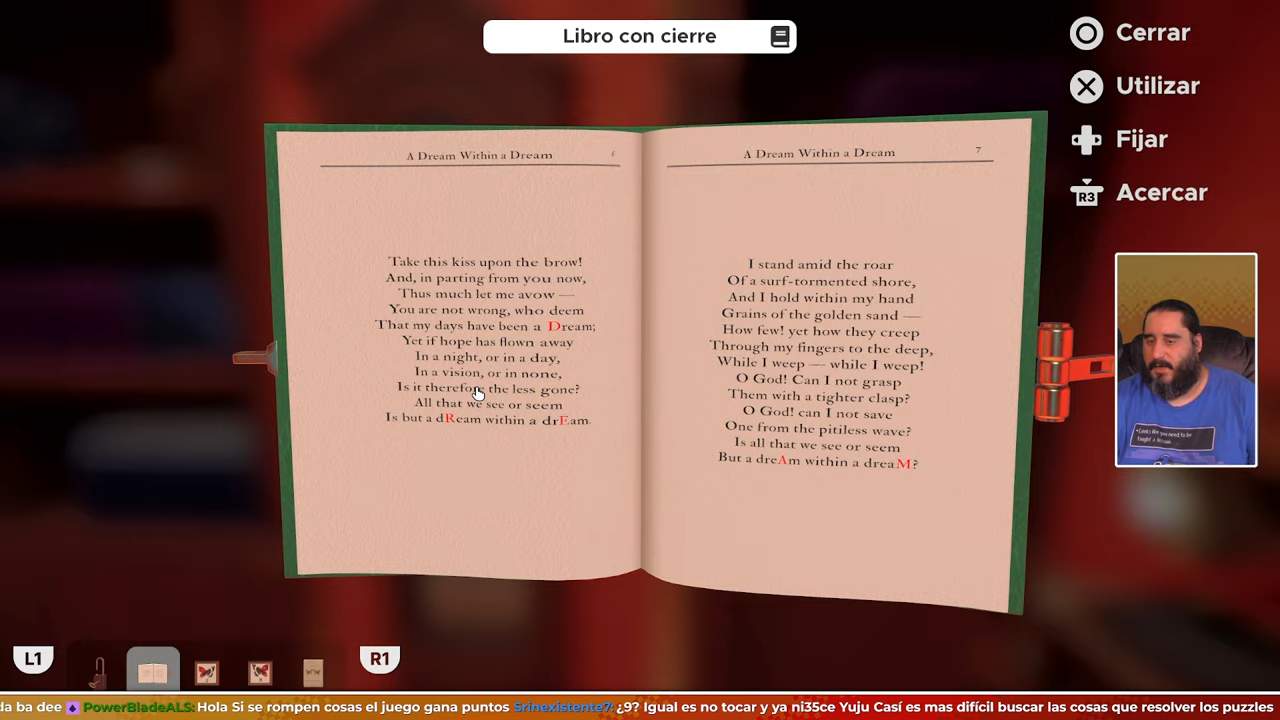 Libro con cierre
Cerrar
Utilizar
Fijar
R3 Acercar
A Dream Within a Dream 6
Take this kiss upon the brow!
And, in parting from you now,
Thus much let me avow —
You are not wrong, who deem
That my days have been a Dream;
Yet if hope has flown away
In a night, or in a day,
In a vision, or in none,
Is it therefore the less gone?
All that we see or seem
Is but a dReam within a drEam.
A Dream Within a Dream 7
I stand amid the roar
Of a surf-tormented shore,
And I hold within my hand
Grains of the golden sand —
How few! yet how they creep
Through my fingers to the deep,
While I weep — while I weep!
O God! Can I not grasp
Them with a tighter clasp?
O God! can I not save
One from the pitiless wave?
Is all that we see or seem
But a dreAm within a dreaM?
L1
R1
da ba dee PowerBladeALS: Hola Si se rompen cosas el juego gana puntos Srinexistente7: ¿9? Igual es no tocar y ya ni35ce Yuju Casí es mas difícil buscar las cosas que resolver los puzzles